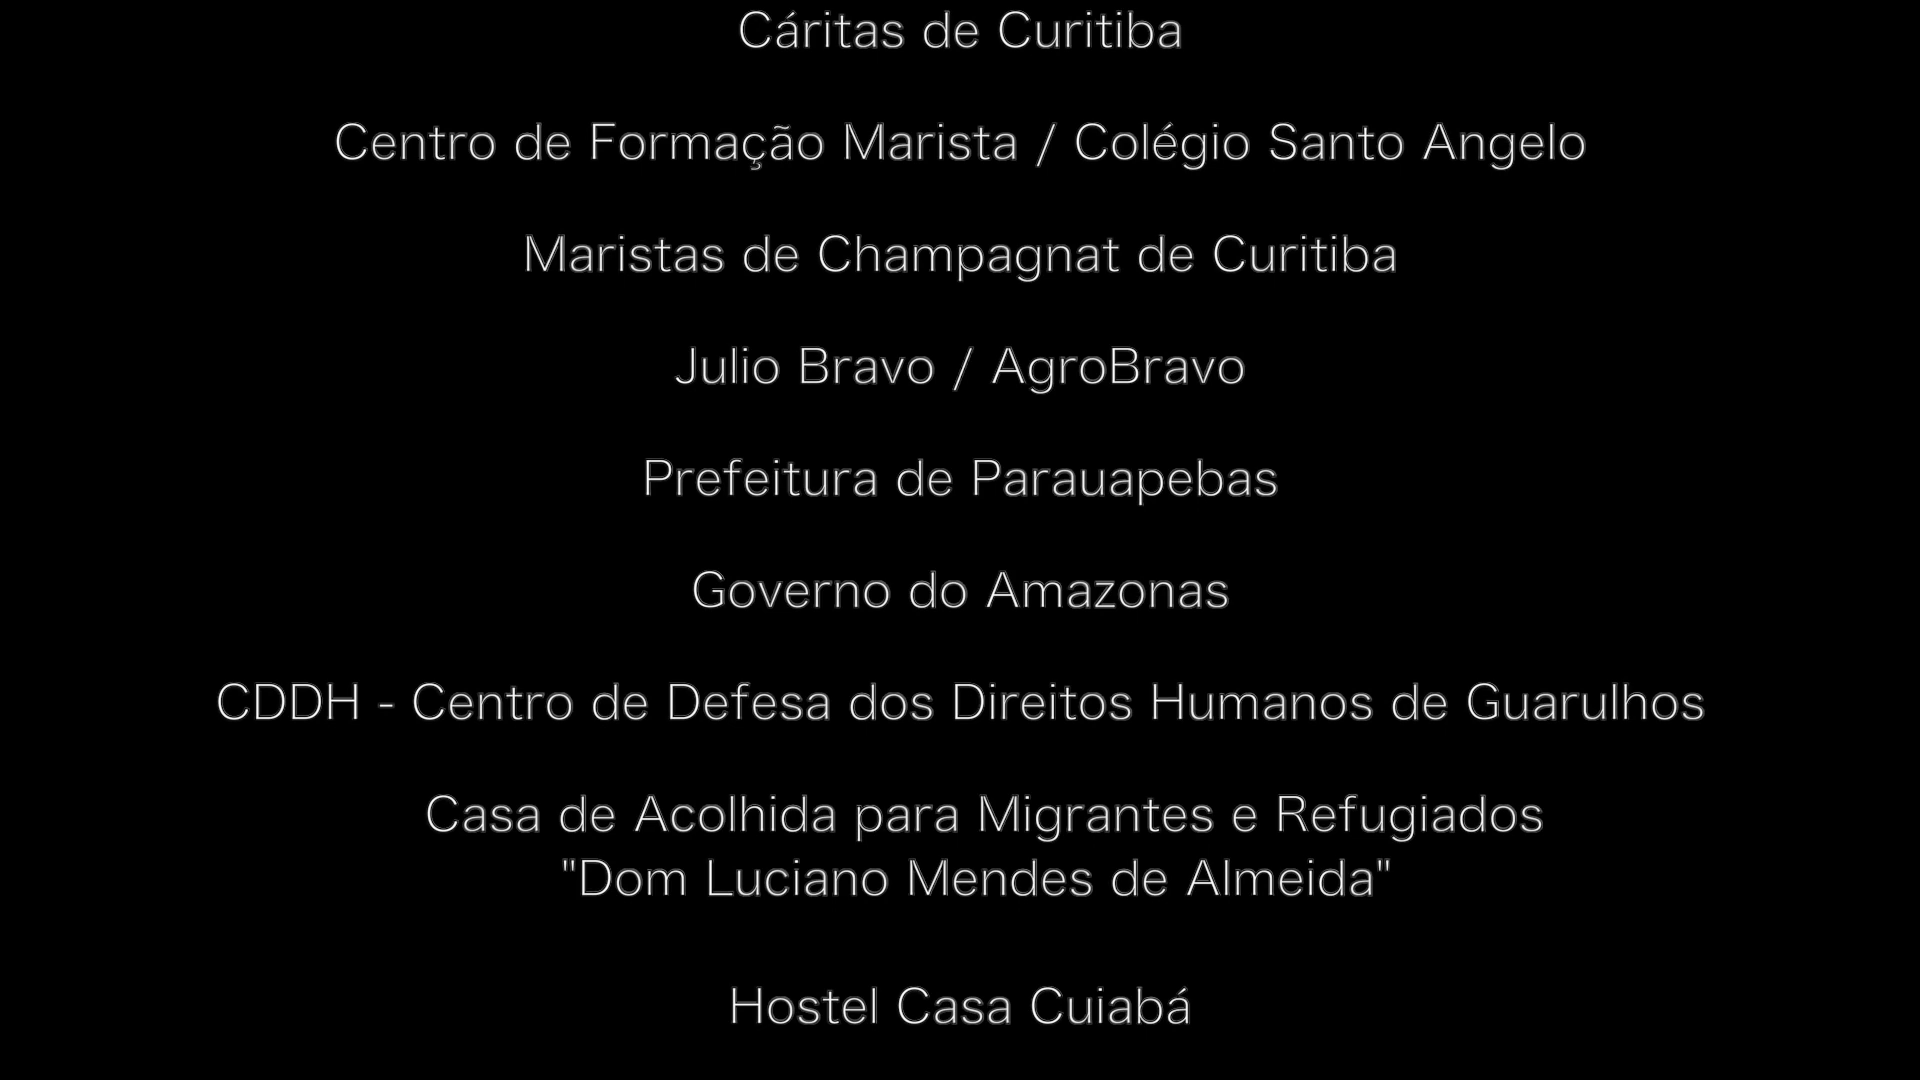 Cáritas de Curitiba
Centro de Formação Marista / Colégio Santo Angelo
Maristas de Champagnat de Curitiba
Julio Bravo / AgroBravo
Prefeitura de Parauapebas
Governo do Amazonas
CDDH - Centro de Defesa dos Direitos Humanos de Guarulhos
Casa de Acolhida para Migrantes e Refugiados
"Dom Luciano Mendes de Almeida"
Hostel Casa Cuiabá